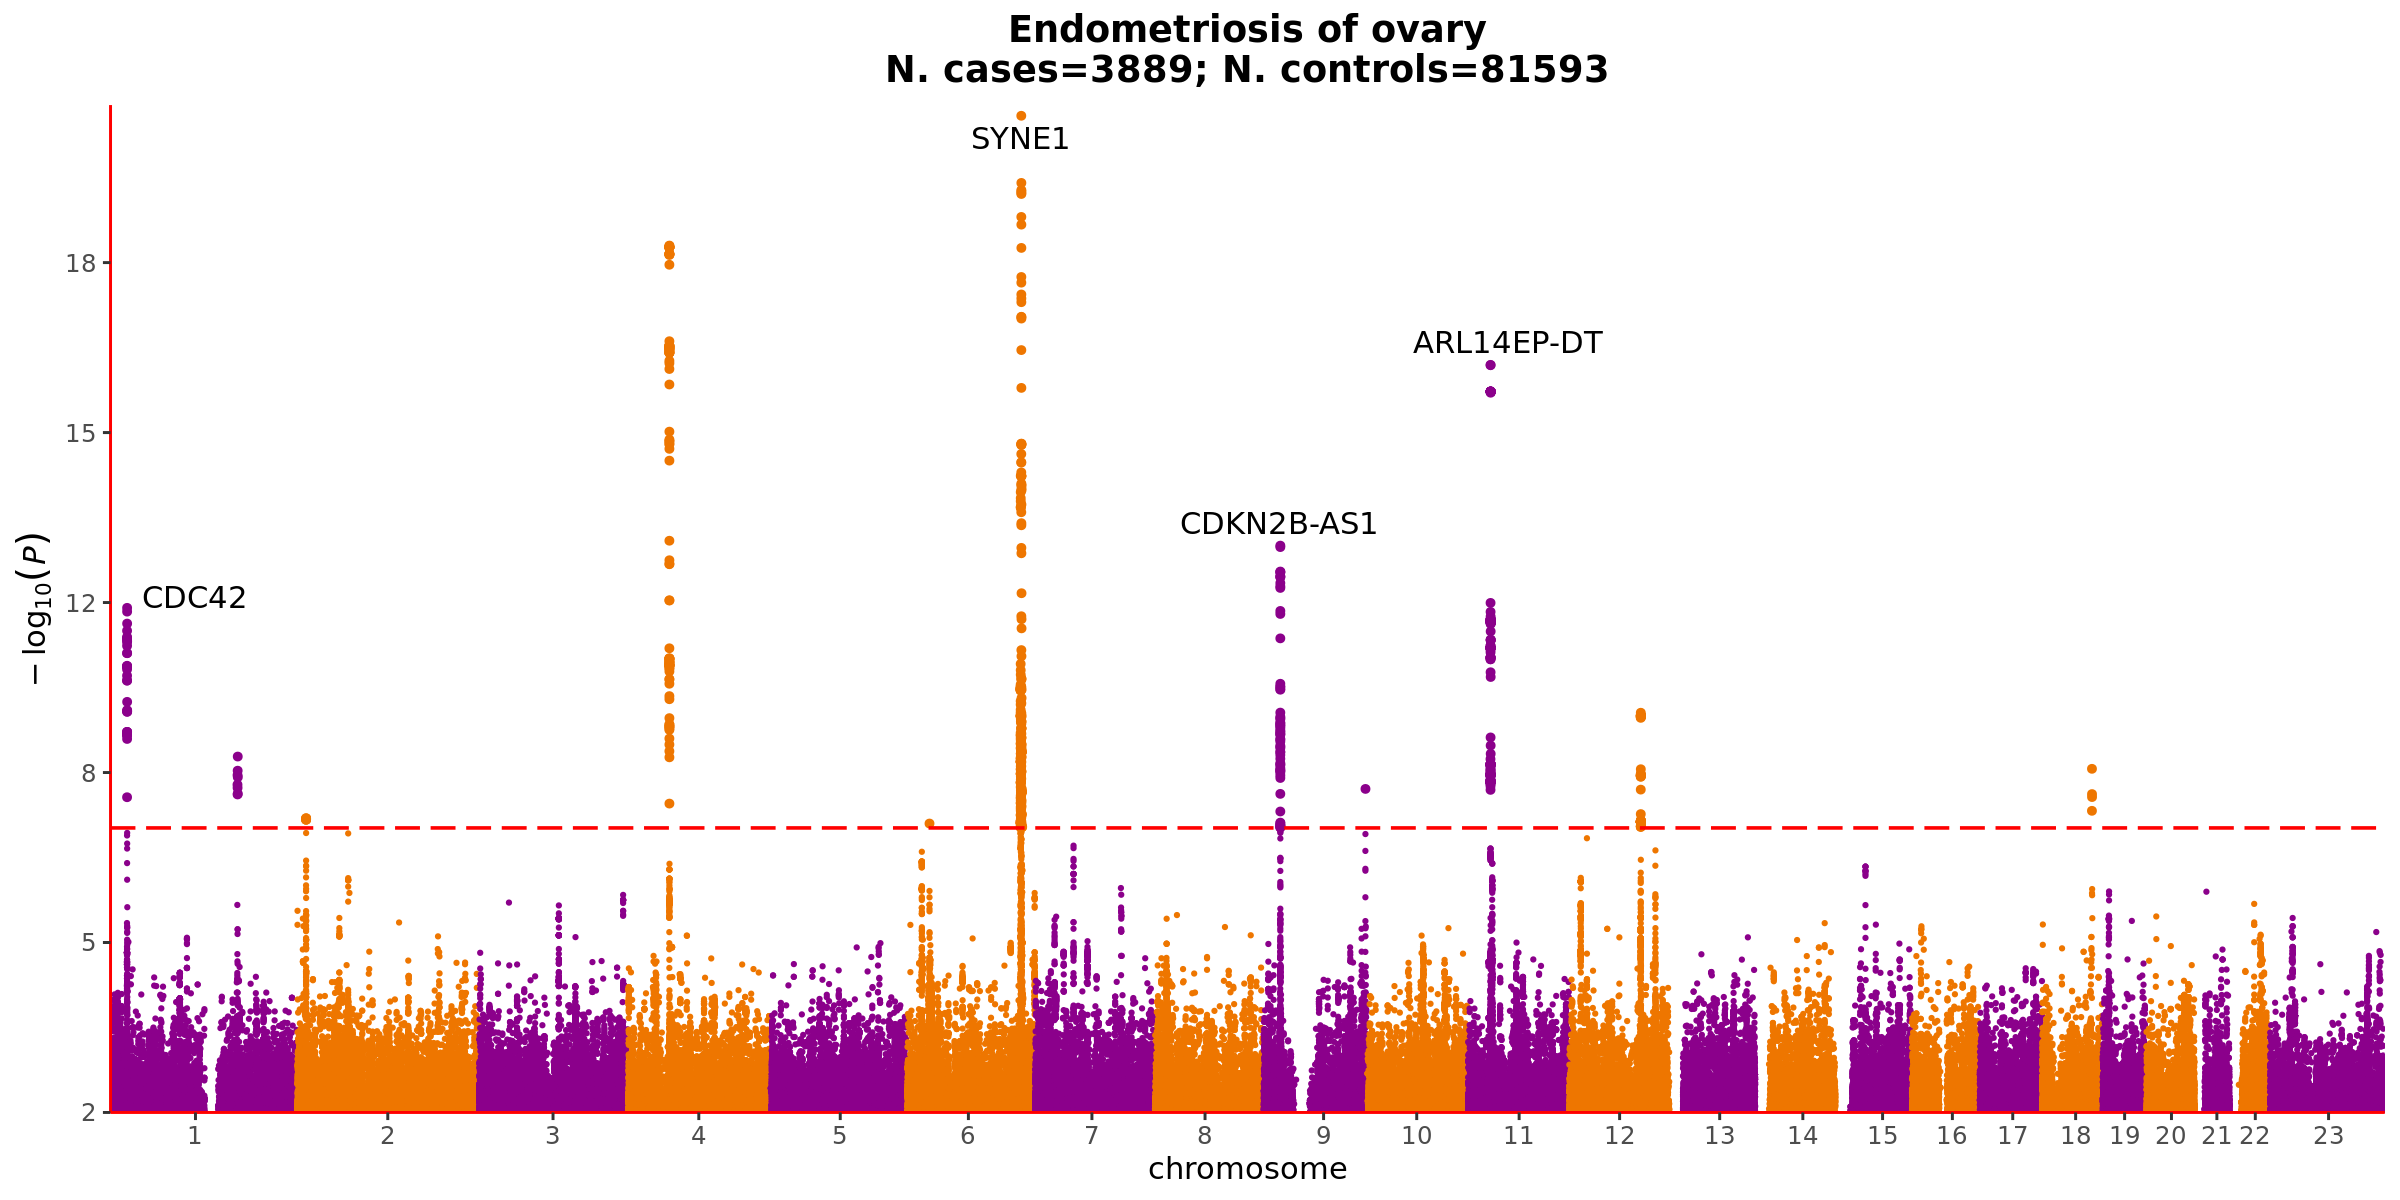 Endometriosis of ovary
N. cases=3889; N. controls=81593
SYNE1
18
ARL14EP-DT
15
CDKN2B-AS1
CDC42
12
− log₁₀(P)
8
5
2
1 2 3 4 5 6 7 8 9 10 11 12 13 14 15 16 17 18 19 20 21 22 23
chromosome